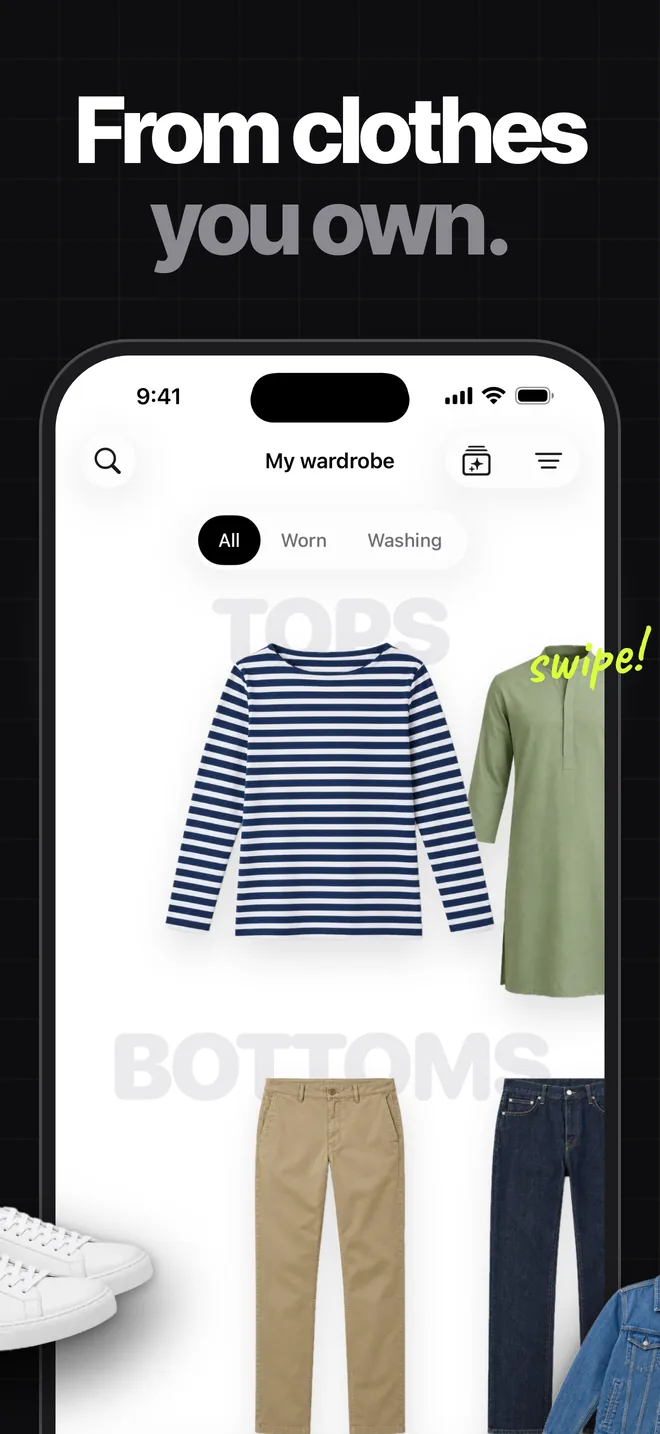 From clothes
you own.
9:41
My wardrobe
All Worn Washing
TOPS
swipe!
BOTTOMS